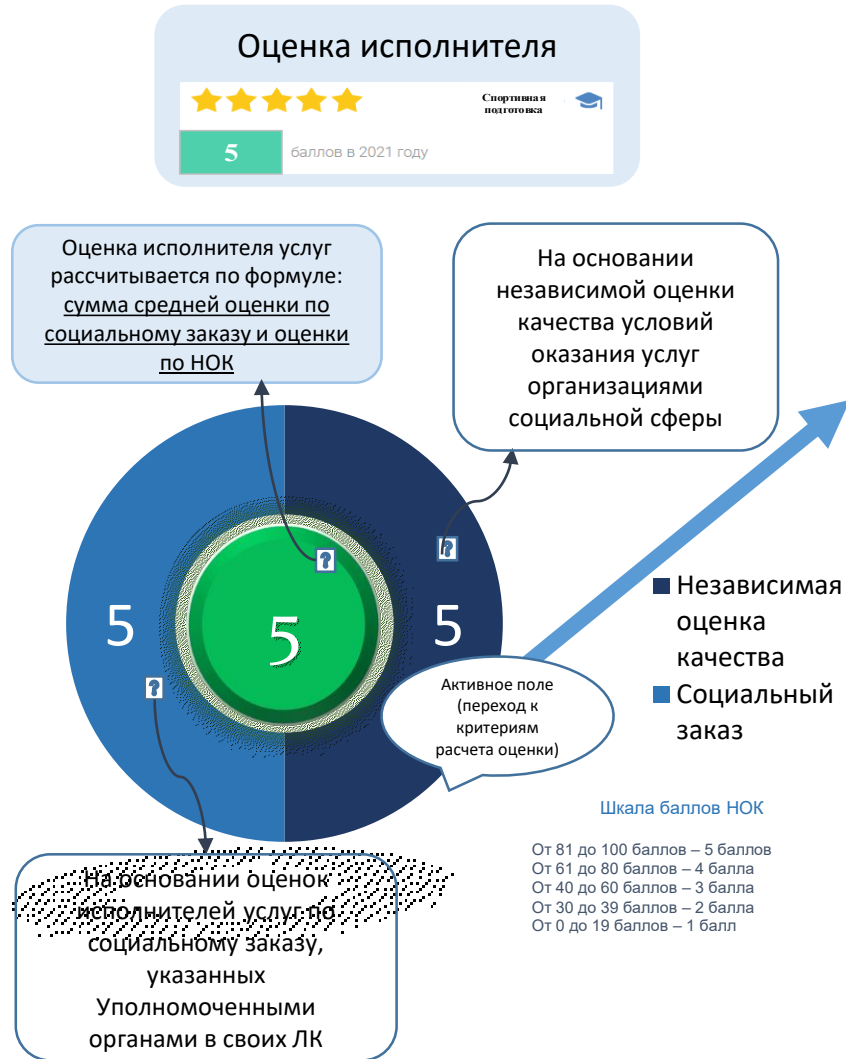 Оценка исполнителя
Спортивная
подготовка
5
баллов в 2021 году
Оценка исполнителя услуг
рассчитывается по формуле:
сумма средней оценки по
социальному заказу и оценки
по НОК
На основании
независимой оценки
качества условий
оказания услуг
организациями
социальной сферы
?
?
5
5
5
?
Независимая
оценка
качества
Социальный
заказ
Активное поле
(переход к
критериям
расчета оценки)
Шкала баллов НОК
От 81 до 100 баллов – 5 баллов
От 61 до 80 баллов – 4 балла
От 40 до 60 баллов – 3 балла
От 30 до 39 баллов – 2 балла
От 0 до 19 баллов – 1 балл
На основании оценок
исполнителей услуг по
социальному заказу,
указанных
Уполномоченными
органами в своих ЛК